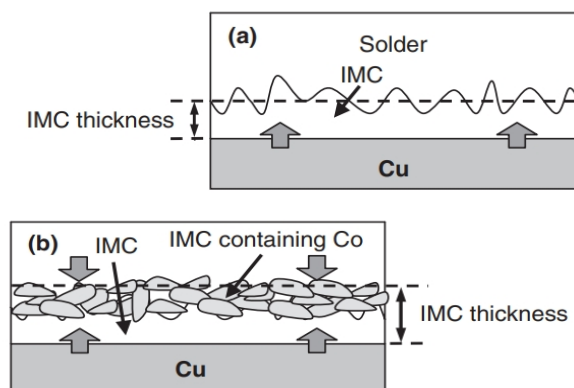 (a)
Solder
IMC
IMC thickness
Cu
(b)
IMC
IMC containing Co
IMC thickness
Cu